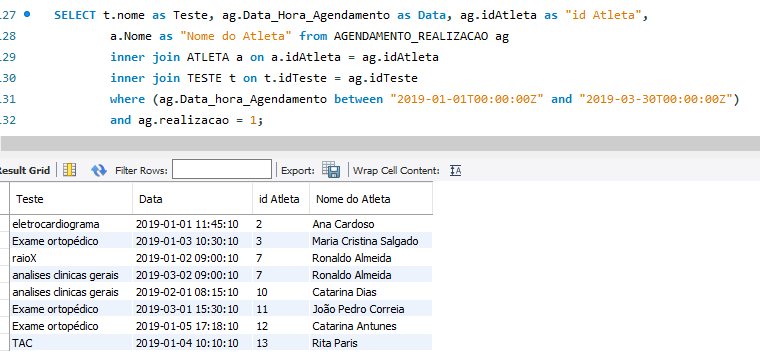 127 SELECT t.nome as Teste, ag.Data_Hora_Agendamento as Data, ag.idAtleta as "id Atleta",
128 a.Nome as "Nome do Atleta" from AGENDAMENTO_REALIZACAO ag
129 inner join ATLETA a on a.idAtleta = ag.idAtleta
130 inner join TESTE t on t.idTeste = ag.idTeste
131 where (ag.Data_hora_Agendamento between "2019-01-01T00:00:00Z" and "2019-03-30T00:00:00Z")
132 and ag.realizacao = 1;
Result Grid Filter Rows: Export: Wrap Cell Content: IA
Teste Data id Atleta Nome do Atleta
eletrocardiograma 2019-01-01 11:45:10 2 Ana Cardoso
Exame ortopédico 2019-01-03 10:30:10 3 Maria Cristina Salgado
raioX 2019-01-02 09:00:10 7 Ronaldo Almeida
analises clinicas gerais 2019-03-02 09:00:10 7 Ronaldo Almeida
analises clinicas gerais 2019-02-01 08:15:10 10 Catarina Dias
Exame ortopédico 2019-03-01 15:30:10 11 João Pedro Correia
Exame ortopédico 2019-01-05 17:18:10 12 Catarina Antunes
TAC 2019-01-04 10:10:10 13 Rita Paris